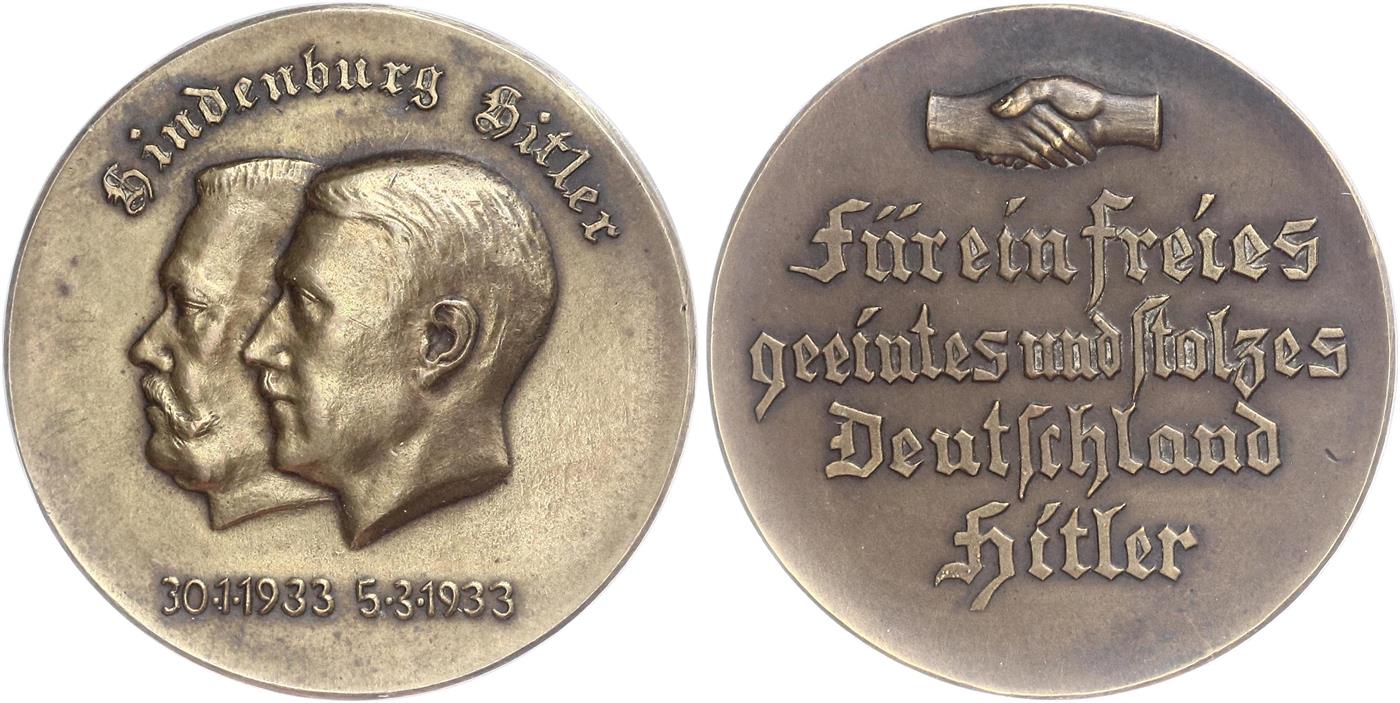 Hindenburg Hitler
30·1·1933 5·3·1933
Für ein freies
geeintes und stolzes
Deutschland
Hitler